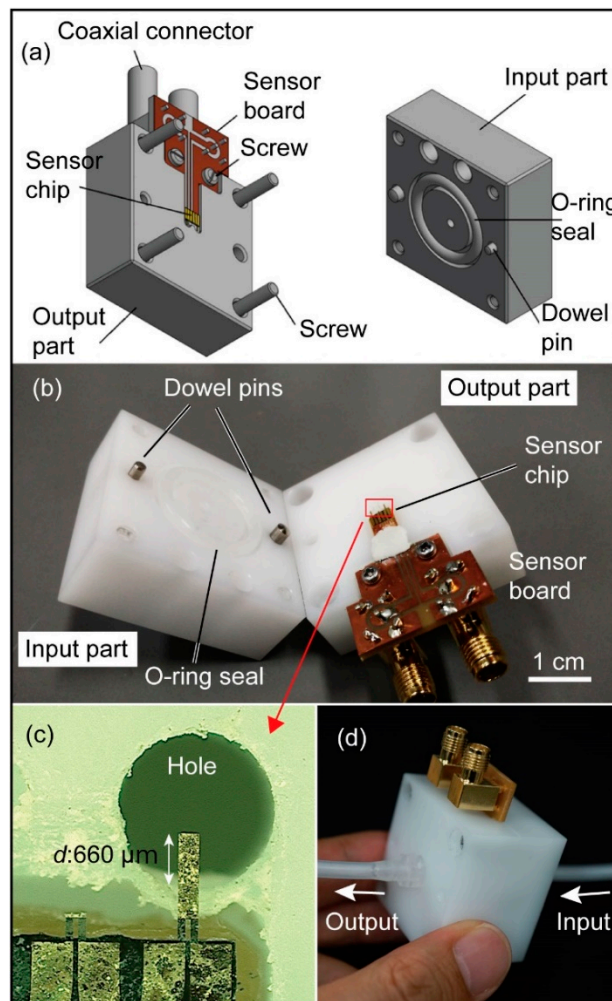 (a)
Coaxial connector
Sensor
board
Screw
Sensor
chip
Output
part
Screw
Input part
O-ring
seal
Dowel
pin
(b)
Dowel pins
Output part
Sensor
chip
Sensor
board
Input part
O-ring seal
1 cm
(c)
Hole
d:660 µm
(d)
Output
Input